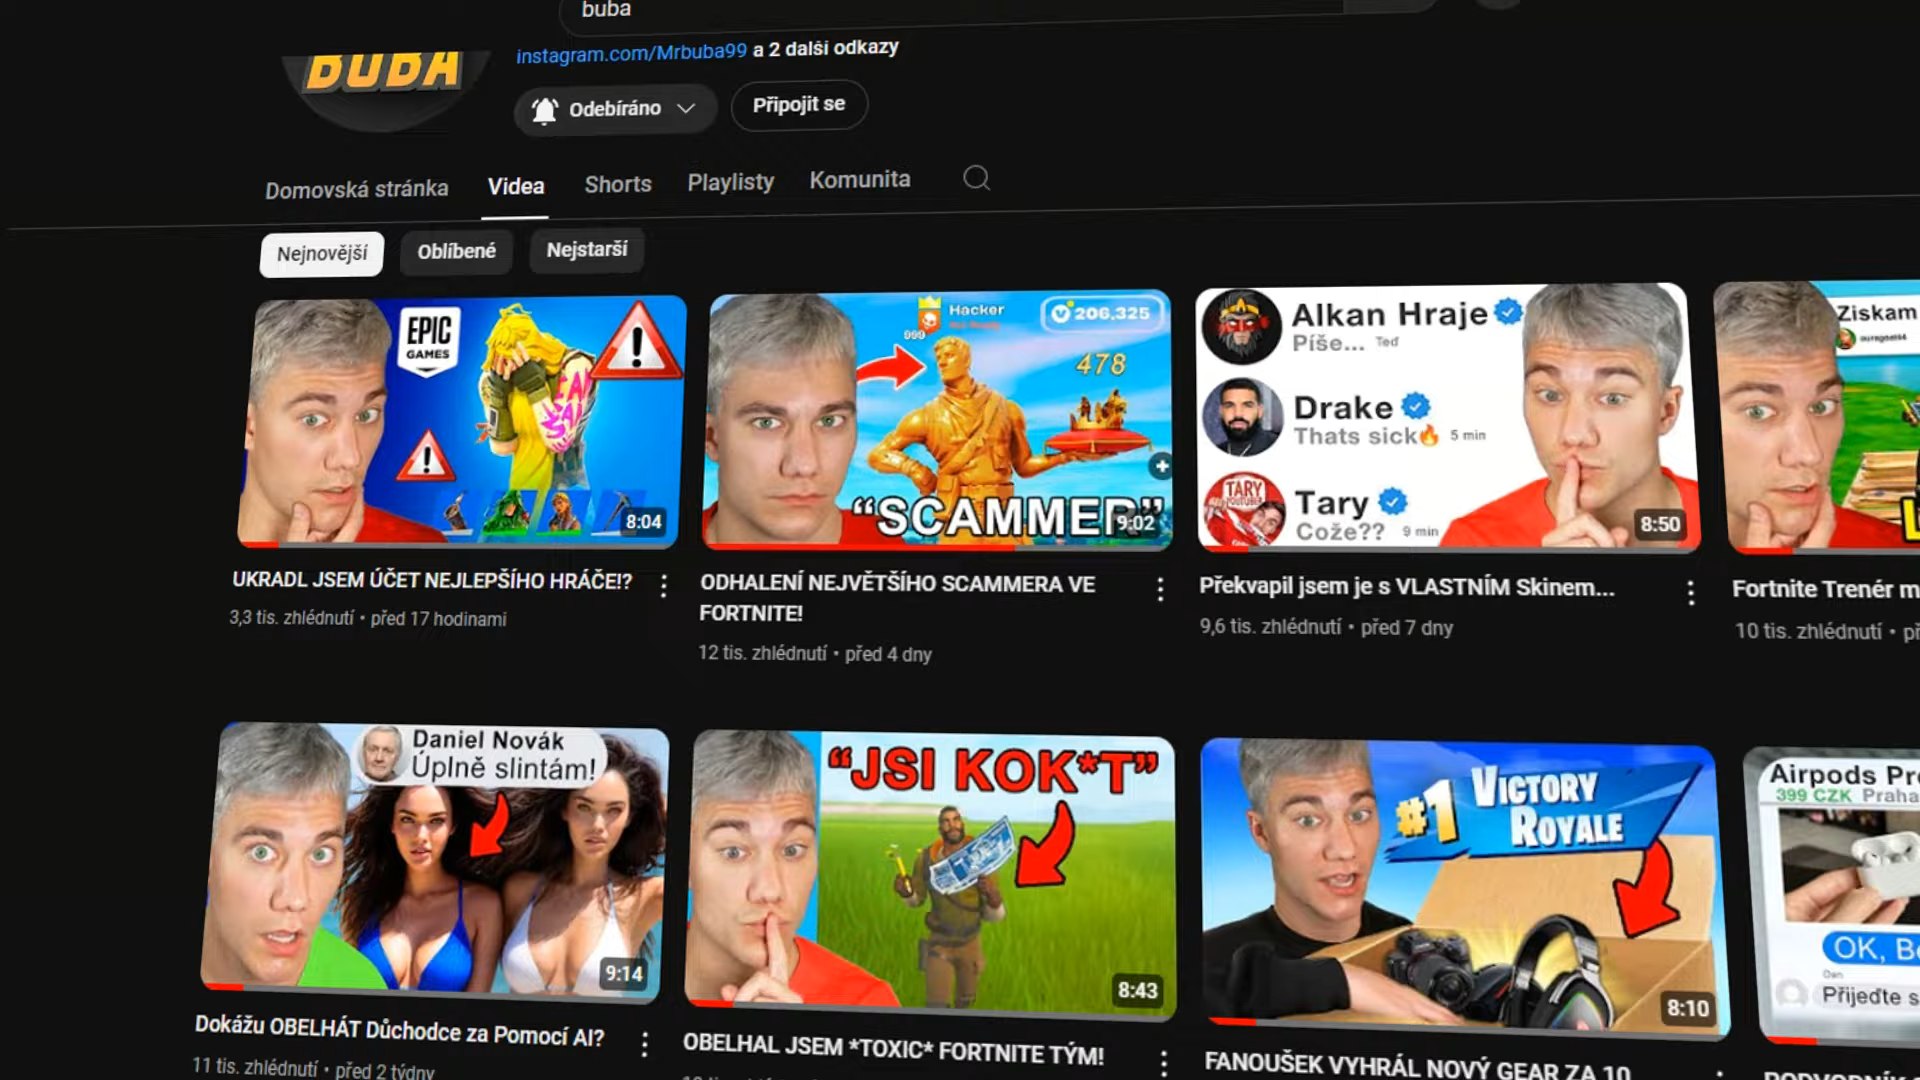 buba
BUBA
instagram.com/Mrbuba99 a 2 další odkazy
Odebíráno
Připojit se
Domovská stránka
Videa
Shorts
Playlisty
Komunita
Nejnovější
Oblíbené
Nejstarší
EPIC
GAMES
8:04
UKRADL JSEM ÚČET NEJLEPŠÍHO HRÁČE!?
3,3 tis. zhlédnutí • před 17 hodinami
Hacker
999
206,325
478
“SCAMMER”
9:02
ODHALENÍ NEJVĚTŠÍHO SCAMMERA VE
FORTNITE!
12 tis. zhlédnutí • před 4 dny
Alkan Hraje
Píše... Teď
Drake
Thats sick🔥 5 min
TARY
YOUTUBER
Tary
Cože?? 9 min
8:50
Překvapil jsem je s VLASTNÍM Skinem...
9,6 tis. zhlédnutí • před 7 dny
Ziskam
Fortnite Trenér m
10 tis. zhlédnutí • př
Daniel Novák
Úplně slintám!
9:14
Dokážu OBELHÁT Důchodce za Pomocí AI?
11 tis. zhlédnutí • před 2 týdny
“JSI KOK*T”
8:43
OBELHAL JSEM *TOXIC* FORTNITE TÝM!
#1 VICTORY
ROYALE
8:10
FANOUŠEK VYHRÁL NOVÝ GEAR ZA 10
Airpods Pr
399 CZK Praha
OK, B
Dan
Přijeďte s